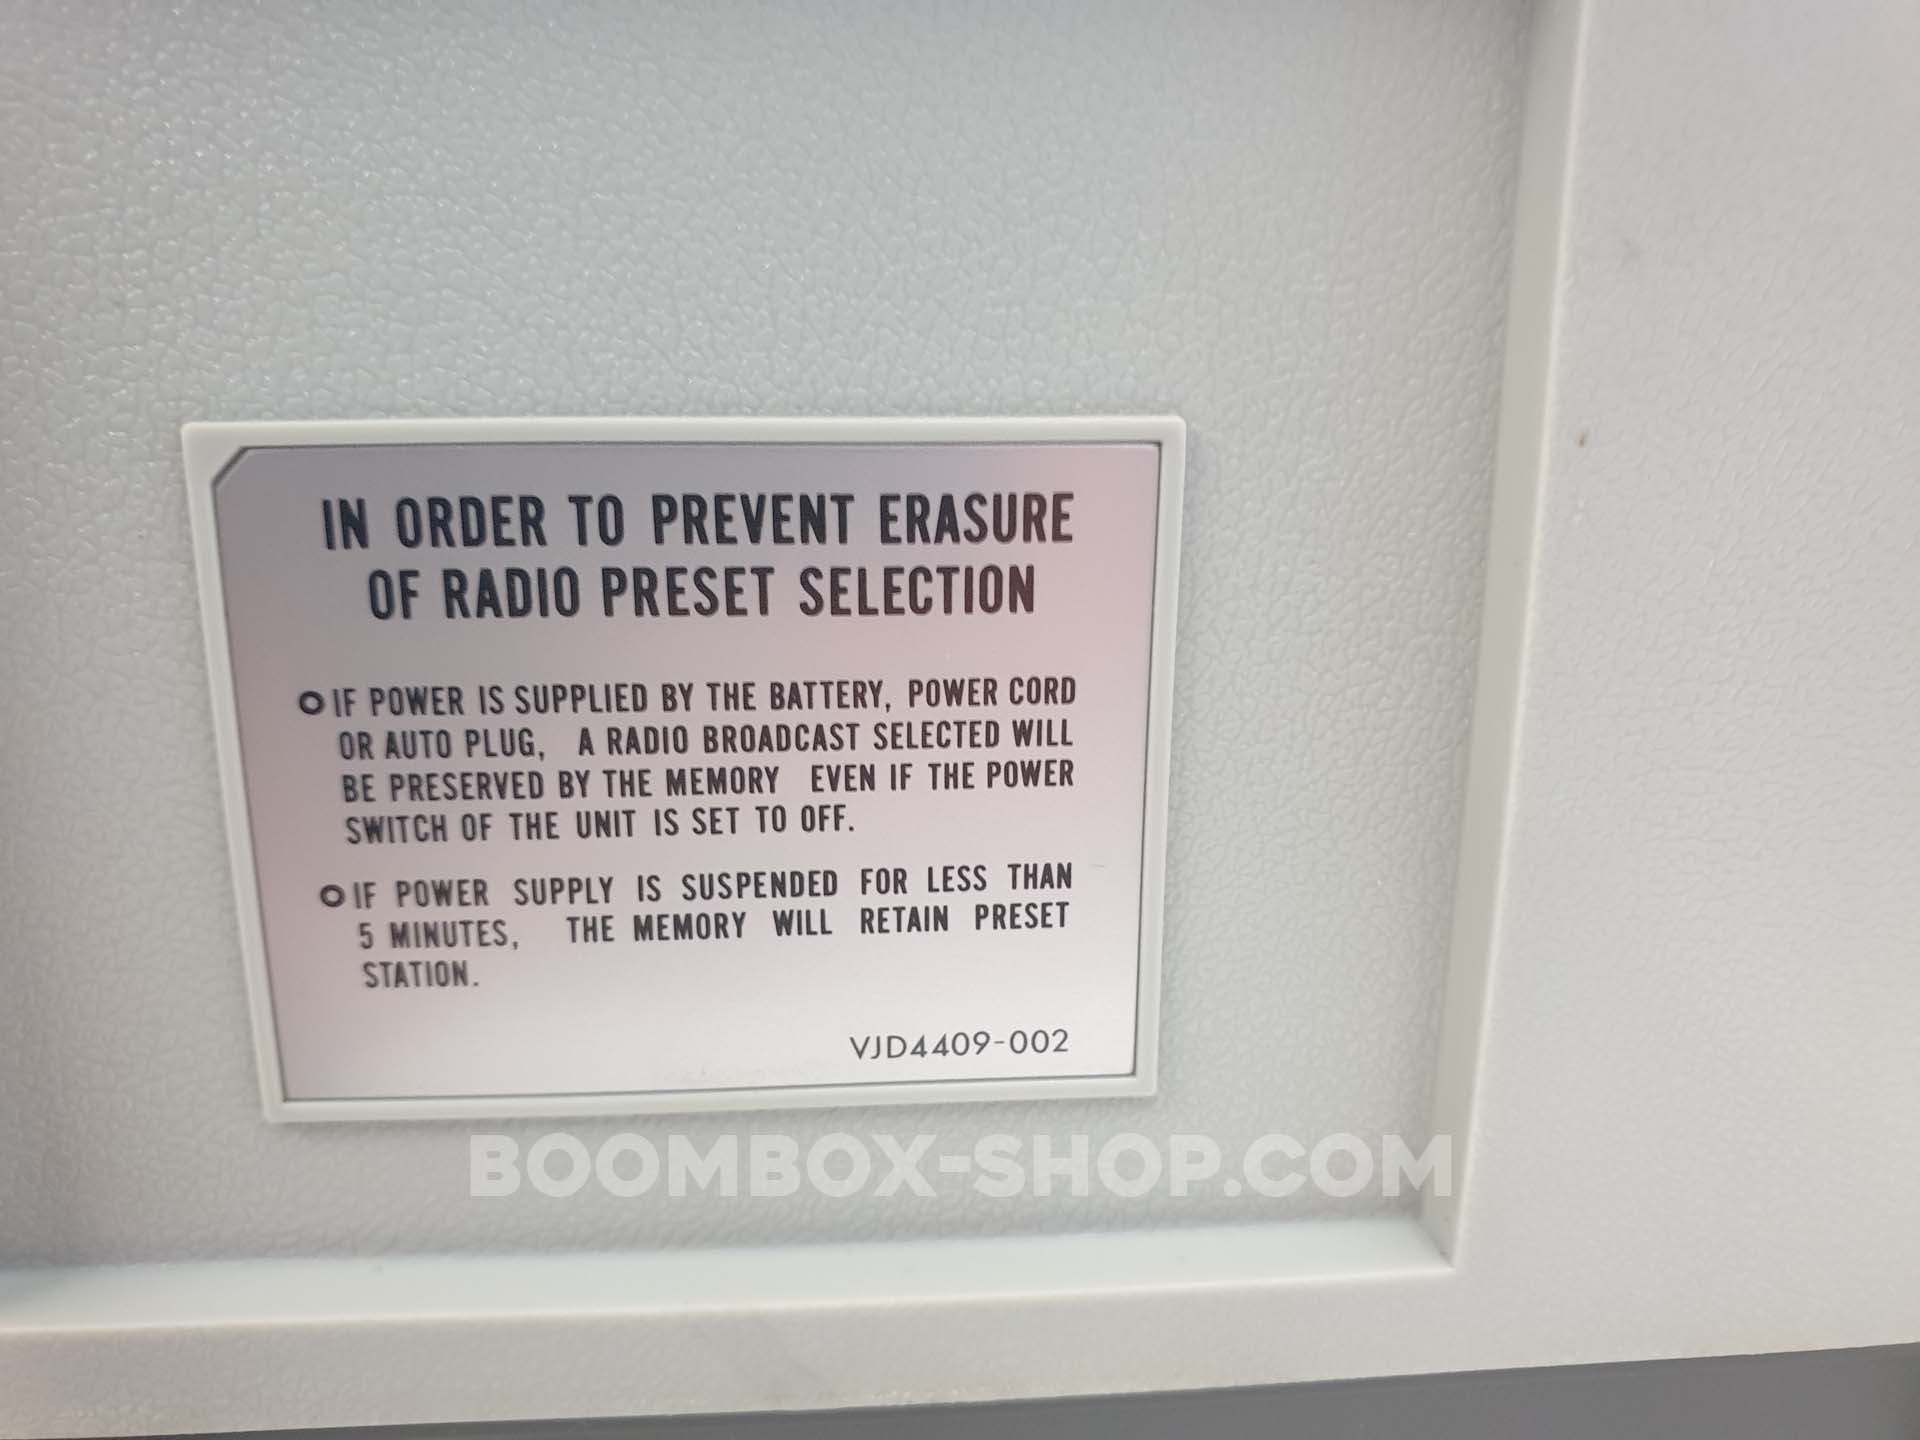 IN ORDER TO PREVENT ERASURE
OF RADIO PRESET SELECTION
O IF POWER IS SUPPLIED BY THE BATTERY, POWER CORD
OR AUTO PLUG, A RADIO BROADCAST SELECTED WILL
BE PRESERVED BY THE MEMORY EVEN IF THE POWER
SWITCH OF THE UNIT IS SET TO OFF.
O IF POWER SUPPLY IS SUSPENDED FOR LESS THAN
5 MINUTES, THE MEMORY WILL RETAIN PRESET
STATION.
VJD4409-002
BOOMBOX-SHOP.COM